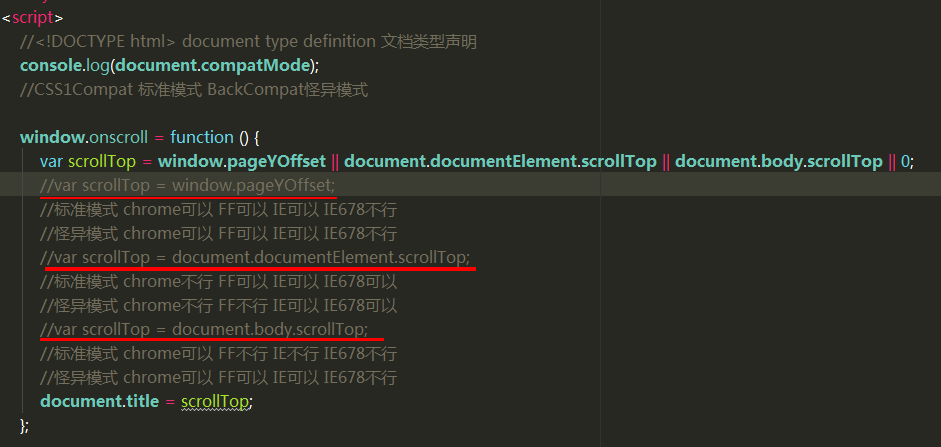 <script>
//<!DOCTYPE html> document type definition 文档类型声明
console.log(document.compatMode);
//CSS1Compat 标准模式 BackCompat怪异模式
window.onscroll = function () {
var scrollTop = window.pageYOffset || document.documentElement.scrollTop || document.body.scrollTop || 0;
//var scrollTop = window.pageYOffset;
//标准模式 chrome可以 FF可以 IE可以 IE678不行
//怪异模式 chrome可以 FF可以 IE可以 IE678不行
//var scrollTop = document.documentElement.scrollTop;
//标准模式 chrome不行 FF可以 IE可以 IE678可以
//怪异模式 chrome不行 FF不行 IE可以 IE678可以
//var scrollTop = document.body.scrollTop;
//标准模式 chrome可以 FF不行 IE不行 IE678不行
//怪异模式 chrome可以 FF可以 IE可以 IE678不行
document.title = scrollTop;
};